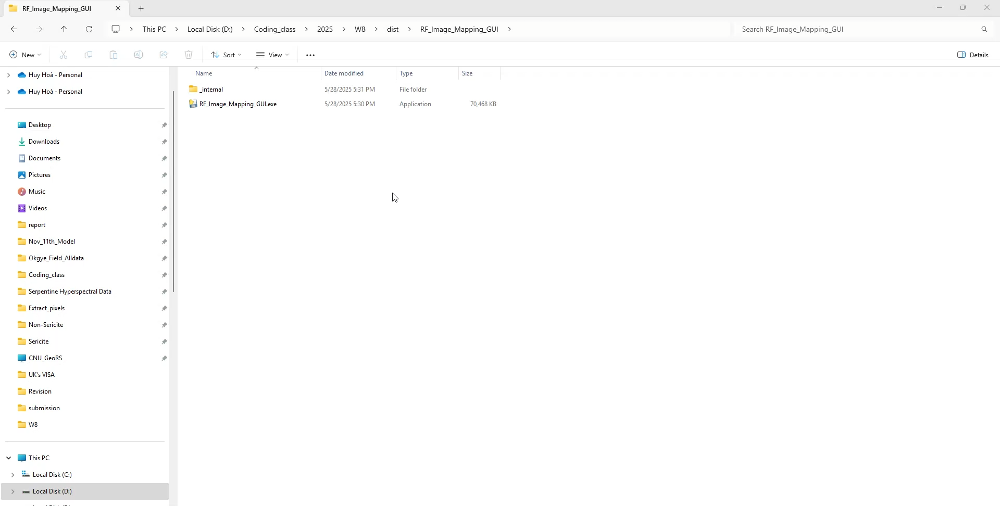 RF_Image_Mapping_GUI
This PC > Local Disk (D:) > Coding_class > 2025 > W8 > dist > RF_Image_Mapping_GUI >
Search RF_Image_Mapping_GUI
New
Sort
View
Details
Huy Hoà - Personal
Huy Hoà - Personal
Desktop
Downloads
Documents
Pictures
Music
Videos
report
Nov_11th_Model
Okgye_Field_Alldata
Coding_class
Serpentine Hyperspectral Data
Extract_pixels
Non-Sericite
Sericite
CNU_GeoRS
UK's VISA
Revision
submission
W8
This PC
Local Disk (C:)
Local Disk (D:)
Name Date modified Type Size
_internal 5/28/2025 5:31 PM File folder
RF_Image_Mapping_GUI.exe 5/28/2025 5:30 PM Application 70,468 KB